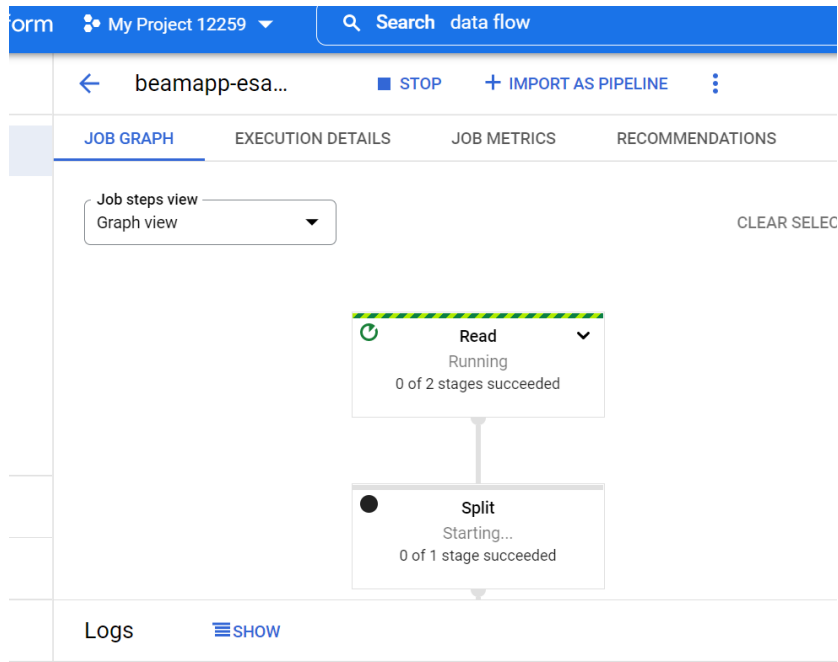 orm My Project 12259 Search data flow
beamapp-esa... STOP + IMPORT AS PIPELINE
JOB GRAPH EXECUTION DETAILS JOB METRICS RECOMMENDATIONS
Job steps view
Graph view
CLEAR SELEC
Read
Running
0 of 2 stages succeeded
Split
Starting...
0 of 1 stage succeeded
Logs SHOW